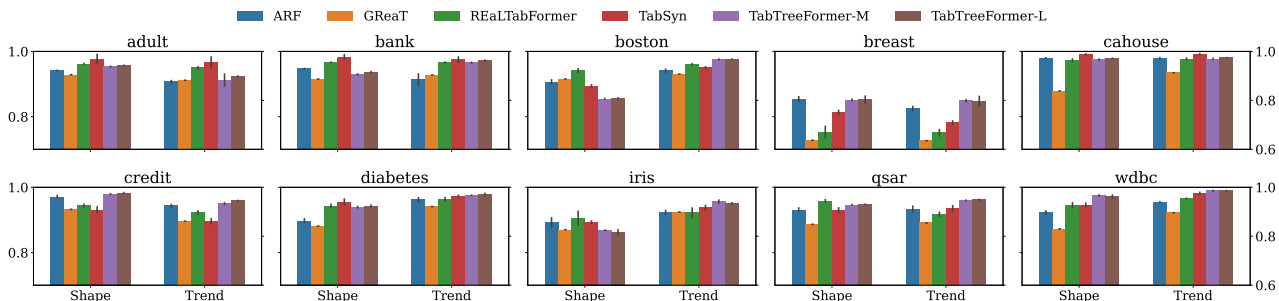 ARF GReaT REaLTabFormer TabSyn TabTreeFormer-M TabTreeFormer-L
adult bank boston breast cahouse
1.0 1.0
0.8 0.8
0.6
credit diabetes iris qsar wdbc
1.0 1.0
0.8 0.8
0.6
Shape Trend Shape Trend Shape Trend Shape Trend Shape Trend